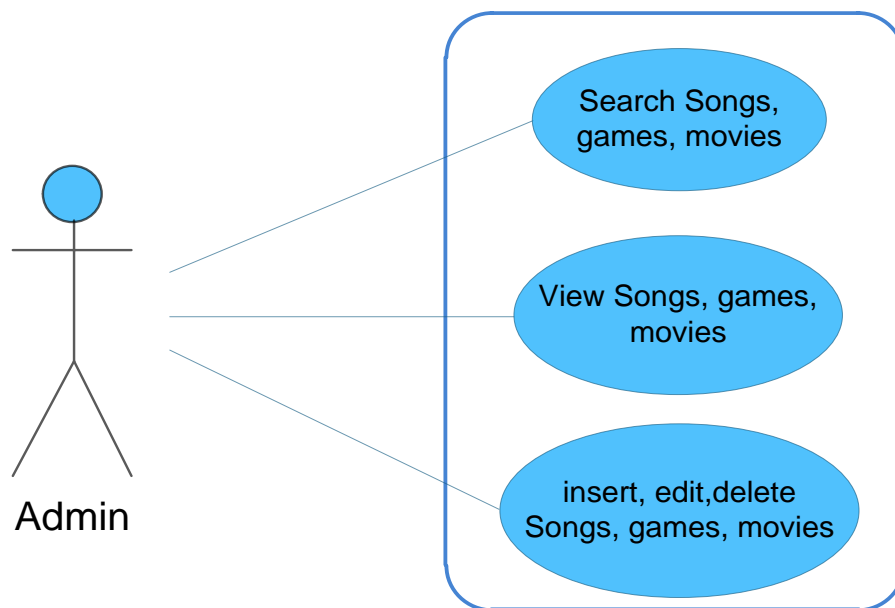 Search Songs,
games, movies
View Songs, games,
movies
insert, edit,delete
Songs, games, movies
Admin